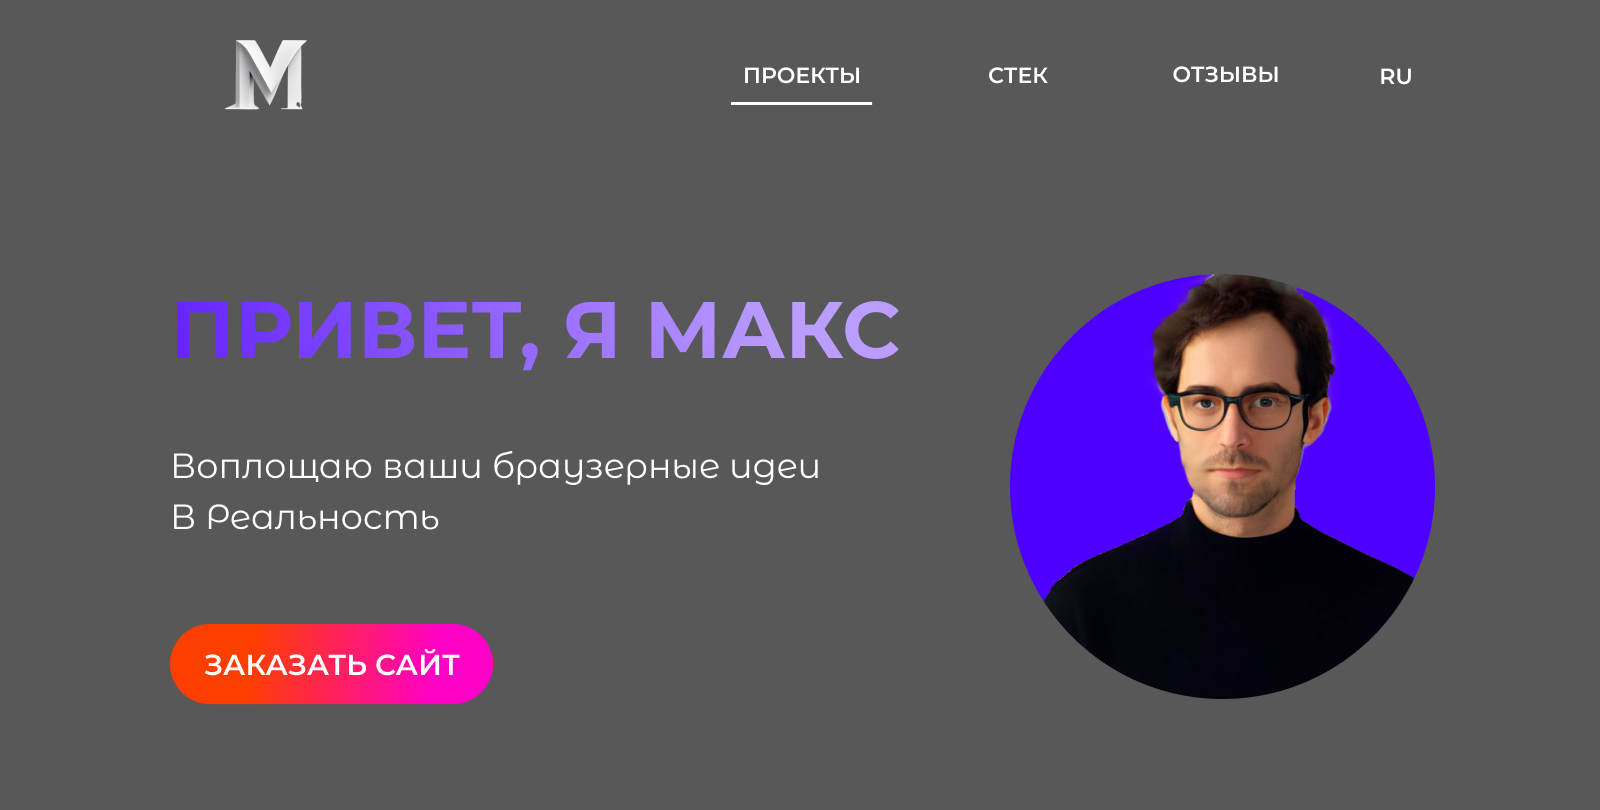 M
ПРОЕКТЫ
СТЕК
ОТЗЫВЫ
RU
ПРИВЕТ, Я МАКС
Воплощаю ваши браузерные идеи
В Реальность
ЗАКАЗАТЬ САЙТ